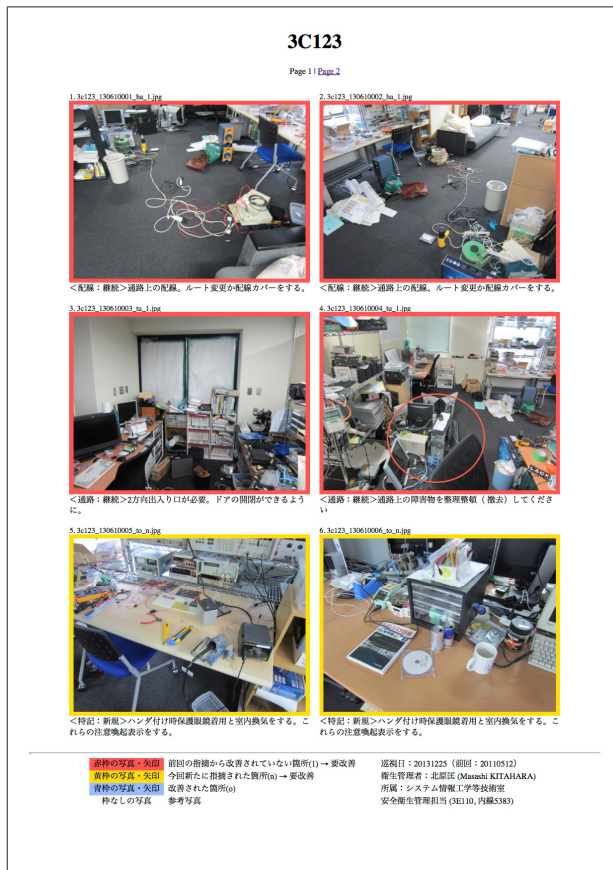 3C123
Page 1 | Page 2
1. 3c123_130610001_ha_1.jpg
2. 3c123_130610002_ha_1.jpg
＜配線：継続＞通路上の配線。ルート変更か配線カバーをする。
＜配線：継続＞通路上の配線。ルート変更か配線カバーをする。
3. 3c123_130610003_tu_1.jpg
4. 3c123_130610004_tu_1.jpg
＜通路：継続＞2方向出入り口が必要。ドアの開閉ができるよう
に。
＜通路：継続＞通路上の障害物を整理整頓（ 撤去）してくださ
い
5. 3c123_130610005_to_n.jpg
6. 3c123_130610006_to_n.jpg
＜特記：新規＞ハンダ付け時保護眼鏡着用と室内換気をする。こ
れらの注意喚起表示をする。
＜特記：新規＞ハンダ付け時保護眼鏡着用と室内換気をする。こ
れらの注意喚起表示をする。
赤枠の写真・矢印 前回の指摘から改善されていない箇所(1) → 要改善
黄枠の写真・矢印 今回新たに指摘された箇所(n) → 要改善
青枠の写真・矢印 改善された箇所(o)
枠なしの写真 参考写真
巡視日：20131225（前回：20110512）
衛生管理者：北原匡 (Masashi KITAHARA)
所属：システム情報工学等技術室
安全衛生管理担当 (3E110, 内線5383)